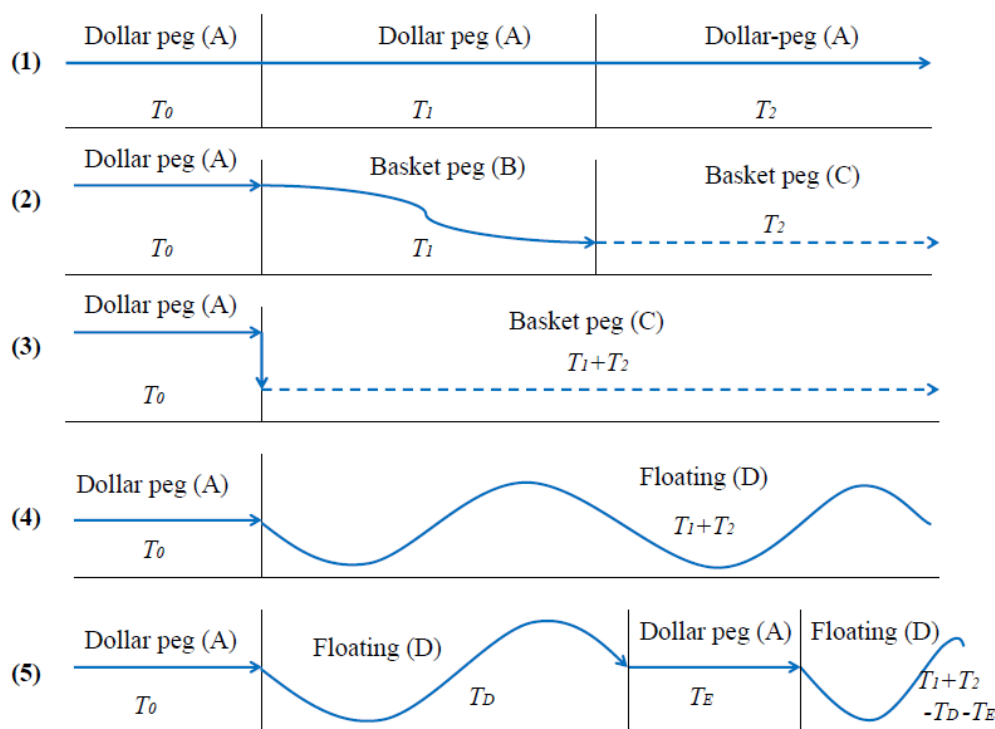 Dollar peg (A) Dollar peg (A) Dollar-peg (A)
(1)
T0 T1 T2
Dollar peg (A) Basket peg (B) Basket peg (C)
(2)
T2
T0 T1
Dollar peg (A)
Basket peg (C)
(3)
T1+T2
T0
Dollar peg (A) Floating (D)
(4)
T1+T2
T0
Dollar peg (A) Floating (D) Dollar peg (A) Floating (D)
(5)
T0 TD TE T1+T2
-TD-TE